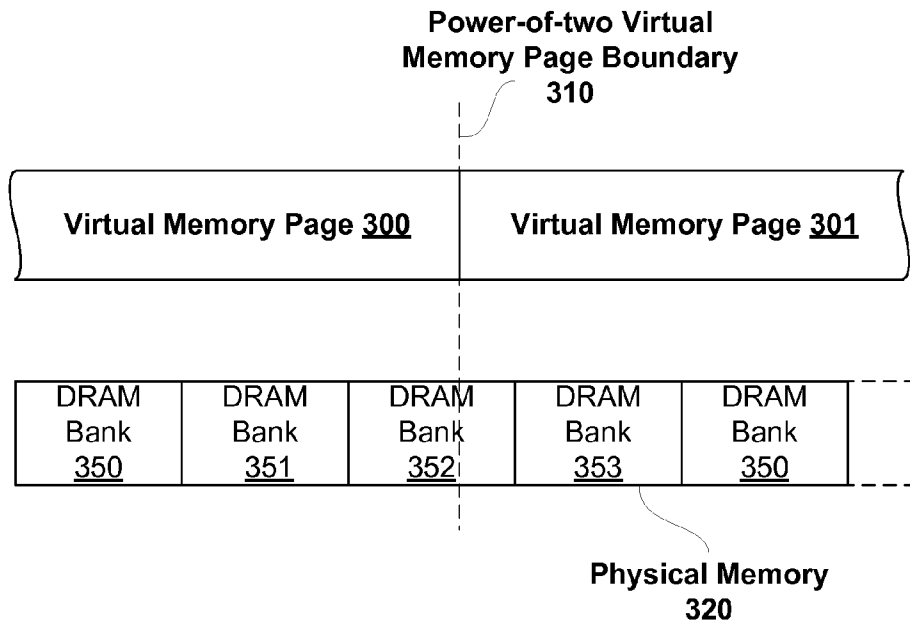 Power-of-two Virtual
Memory Page Boundary
310
Virtual Memory Page 300
Virtual Memory Page 301
DRAM
Bank
350
DRAM
Bank
351
DRAM
Bank
352
DRAM
Bank
353
DRAM
Bank
350
Physical Memory
320